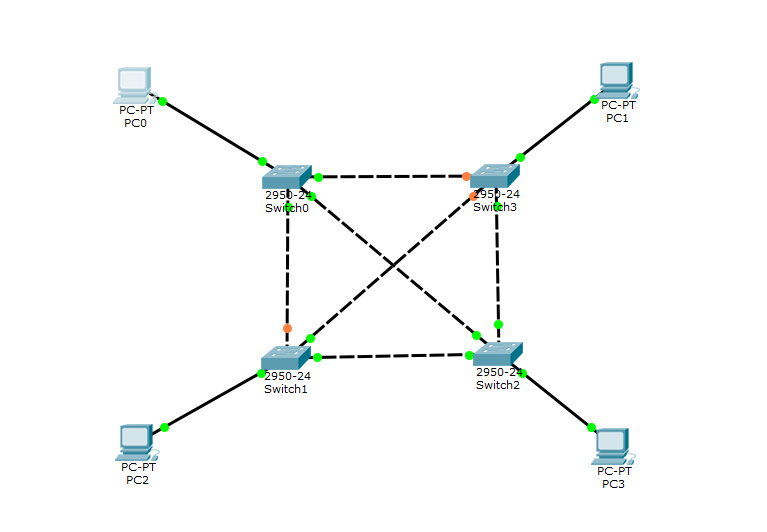 PC-PT
PC0
PC-PT
PC1
2950-24
Switch0
2950-24
Switch3
2950-24
Switch1
2950-24
Switch2
PC-PT
PC2
PC-PT
PC3